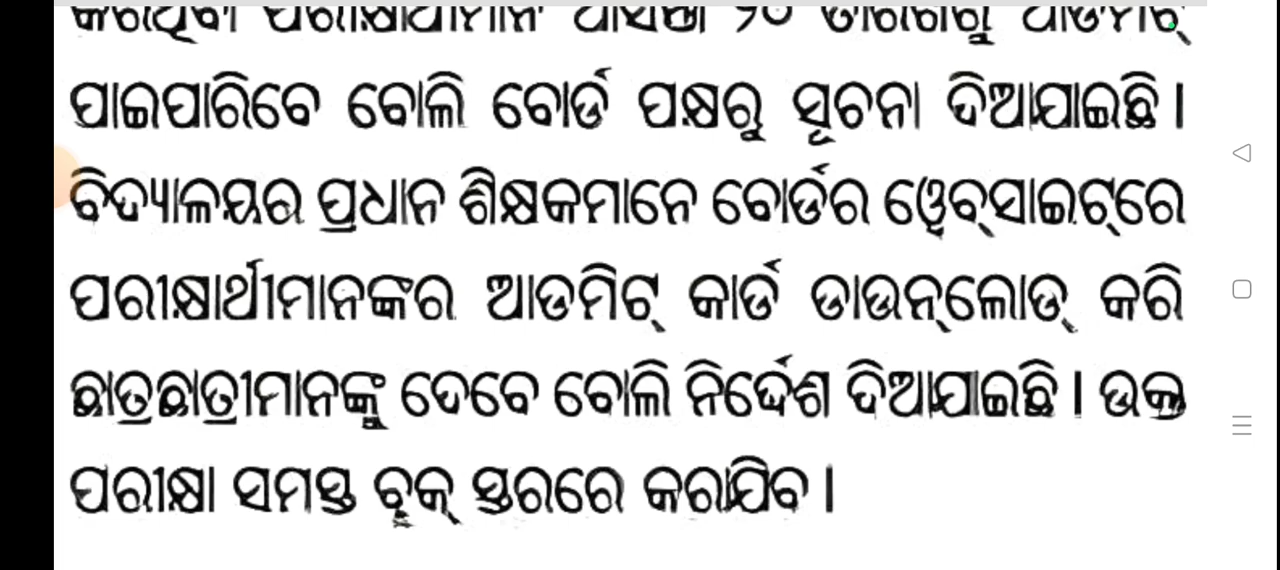 ପାଇପାରିବେ ବୋଲି ବୋର୍ଡ ପକ୍ଷରୁ ସୂଚନା ଦିଆଯାଇଛି ।
ବିଦ୍ୟାଳୟର ପ୍ରଧାନ ଶିକ୍ଷକମାନେ ବୋର୍ଡର ୱେବ୍‌ସାଇଟ୍‌ରେ
ପରୀକ୍ଷାର୍ଥୀମାନଙ୍କର ଆଡମିଟ୍ କାର୍ଡ ଡାଉନ୍‌ଲୋଡ୍ କରି
ଛାତ୍ରଛାତ୍ରୀମାନଙ୍କୁ ଦେବେ ବୋଲି ନିର୍ଦ୍ଦେଶ ଦିଆଯାଇଛି । ଉକ୍ତ
ପରୀକ୍ଷା ସମସ୍ତ ବ୍ଲକ୍ ସ୍ତରରେ କରାଯିବ ।